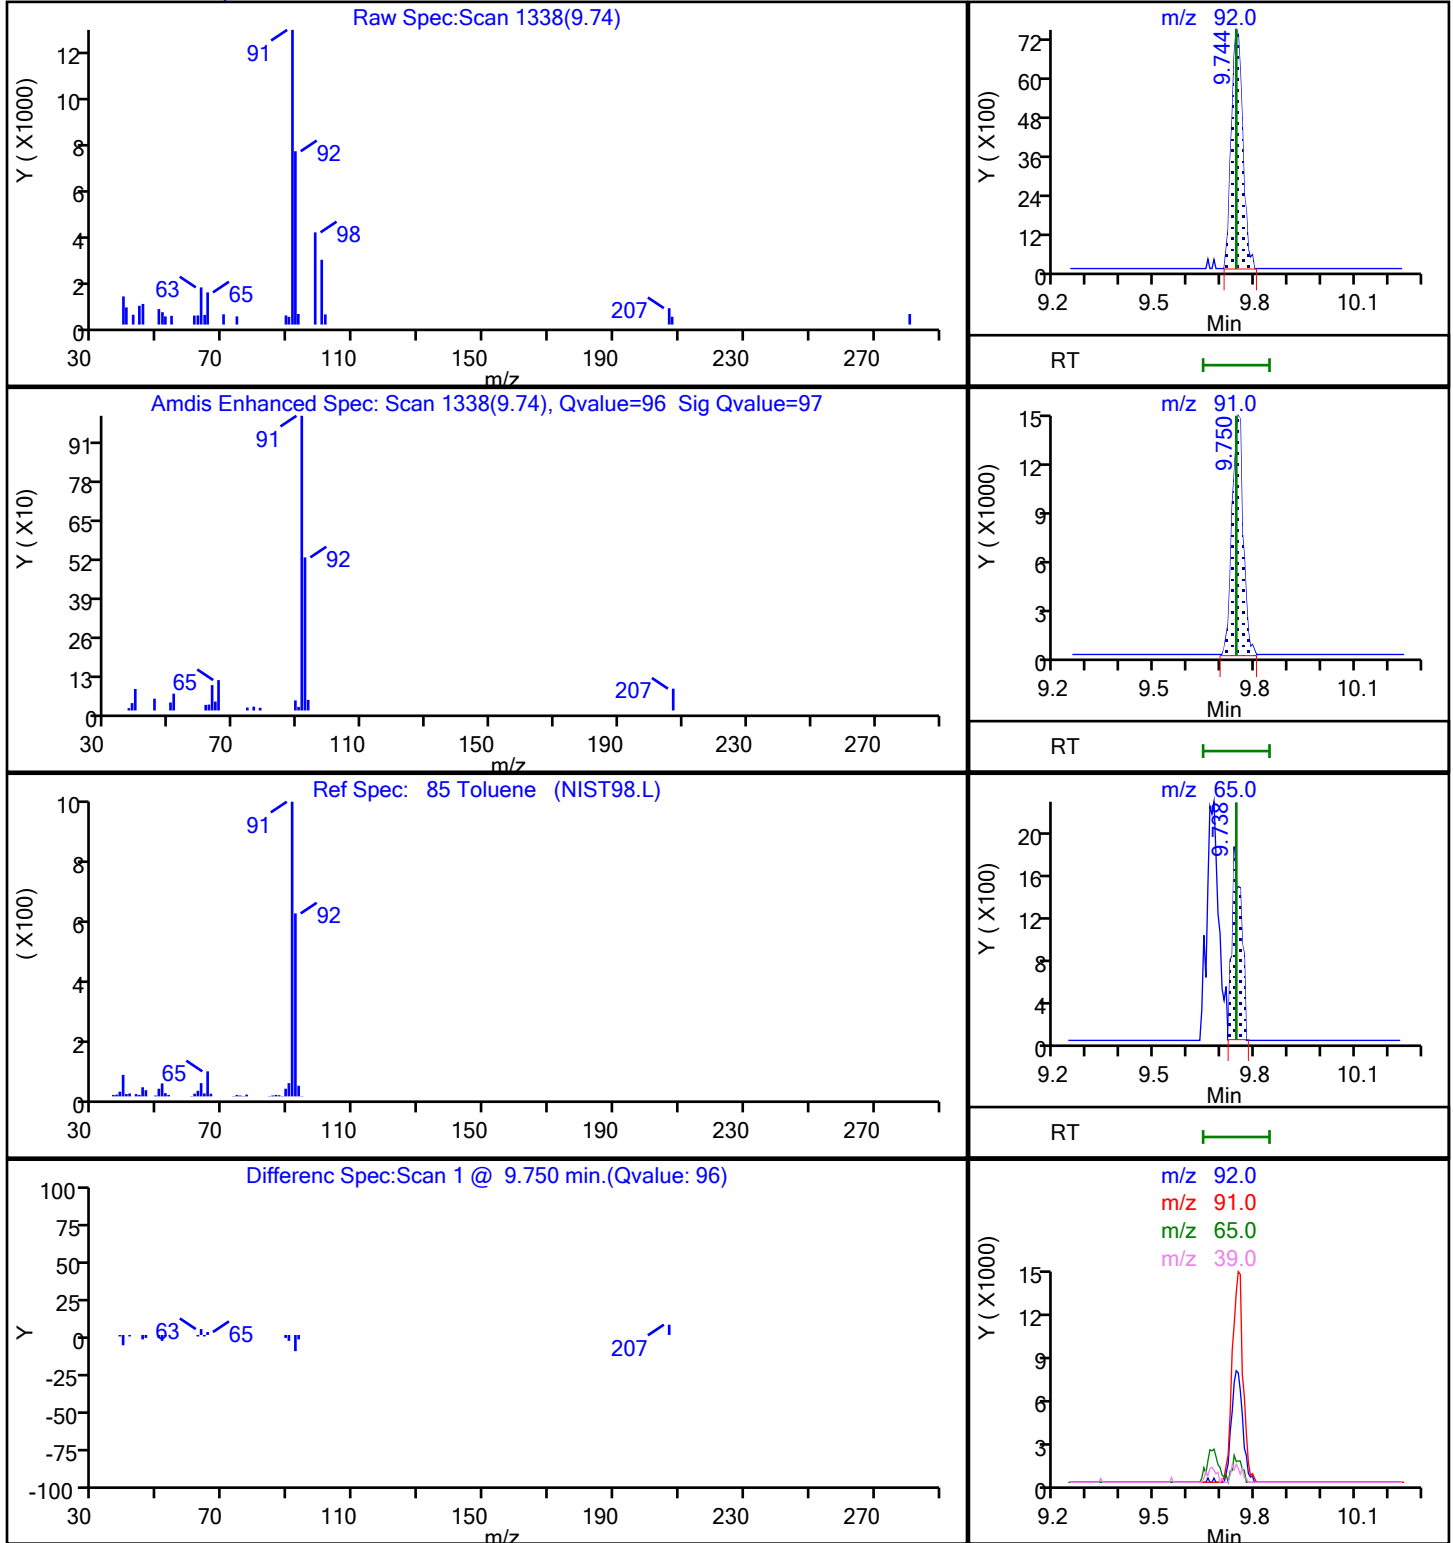 Raw Spec:Scan 1338(9.74)
Y ( X1000)
12
10
8
6
4
2
0
91
92
98
63
65
207
30 70 110 150 190 230 270
m/z
m/z 92.0
Y ( X100)
72
60
48
36
24
12
0
9.744
9.2 9.5 9.8 10.1
Min
RT
Amdis Enhanced Spec: Scan 1338(9.74), Qvalue=96 Sig Qvalue=97
Y ( X10)
91
78
65
52
39
26
13
0
91
92
65
207
30 70 110 150 190 230 270
m/z
m/z 91.0
Y ( X1000)
15
12
9
6
3
0
9.750
9.2 9.5 9.8 10.1
Min
RT
Ref Spec: 85 Toluene (NIST98.L)
( X100)
10
8
6
4
2
0
91
92
65
30 70 110 150 190 230 270
m/z 65.0
Y ( X100)
20
16
12
8
4
0
9.738
9.2 9.5 9.8 10.1
Min
RT
Differenc Spec:Scan 1 @ 9.750 min.(Qvalue: 96)
Y
100
75
50
25
0
-25
-50
-75
-100
63
65
207
30 70 110 150 190 230 270
m/z
m/z 92.0
m/z 91.0
m/z 65.0
m/z 39.0
Y ( X1000)
15
12
9
6
3
0
9.2 9.5 9.8 10.1
Min